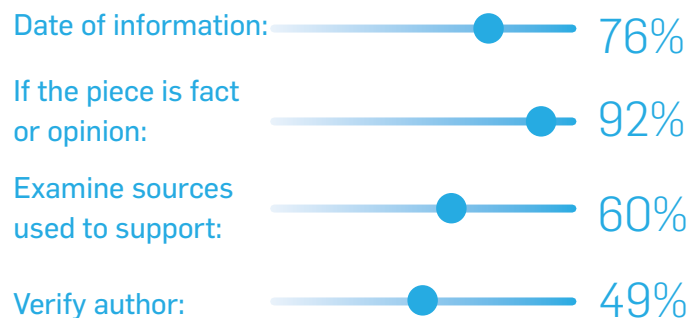 Date of information:
76%
If the piece is fact
or opinion:
92%
Examine sources
used to support:
60%
Verify author:
49%